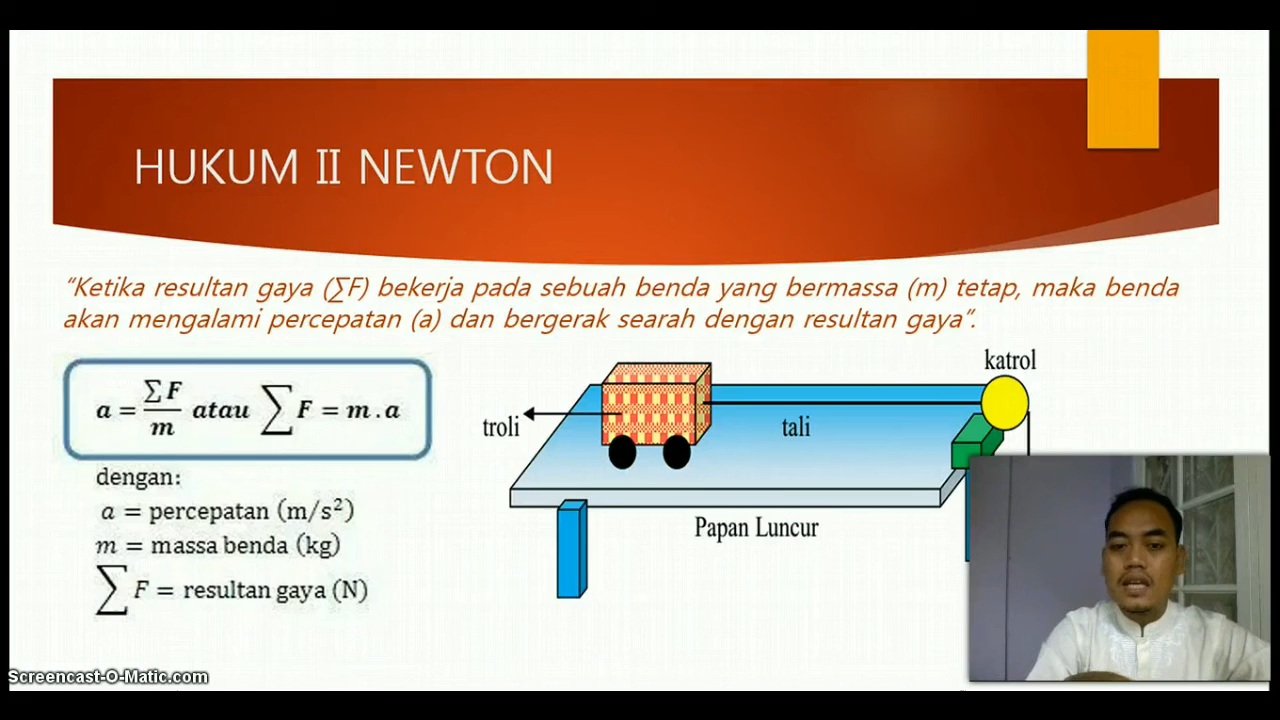 HUKUM II NEWTON
"Ketika resultan gaya (∑F) bekerja pada sebuah benda yang bermassa (m) tetap, maka benda
akan mengalami percepatan (a) dan bergerak searah dengan resultan gaya".
a = ∑F/m atau ∑F = m . a
dengan:
a = percepatan (m/s²)
m = massa benda (kg)
∑F = resultan gaya (N)
katrol
troli
tali
Papan Luncur
Screencast-O-Matic.com